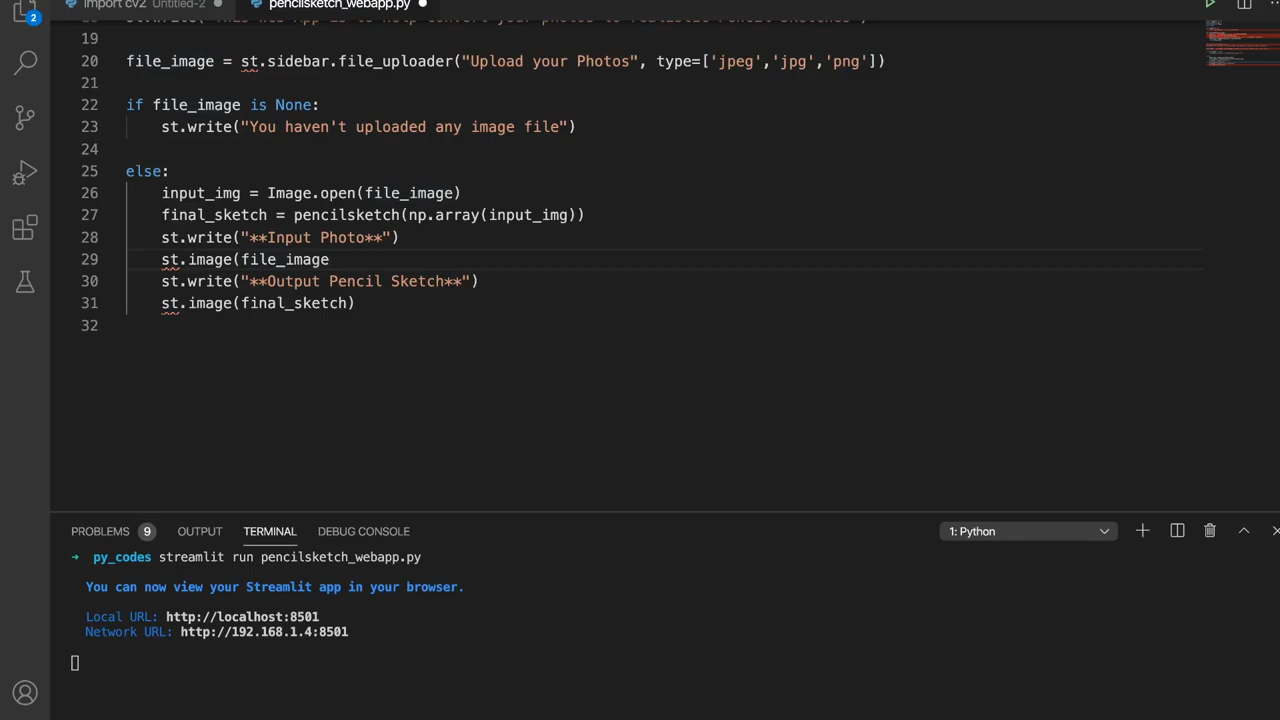 2
import cv2 Untitled-2
pencilsketch_webapp.py
19
20 file_image = st.sidebar.file_uploader("Upload your Photos", type=['jpeg','jpg','png'])
21
22 if file_image is None:
23 st.write("You haven't uploaded any image file")
24
25 else:
26 input_img = Image.open(file_image)
27 final_sketch = pencilsketch(np.array(input_img))
28 st.write("**Input Photo**")
29 st.image(file_image
30 st.write("**Output Pencil Sketch**")
31 st.image(final_sketch)
32
PROBLEMS 9 OUTPUT TERMINAL DEBUG CONSOLE 1: Python
→ py_codes streamlit run pencilsketch_webapp.py
You can now view your Streamlit app in your browser.
Local URL: http://localhost:8501
Network URL: http://192.168.1.4:8501